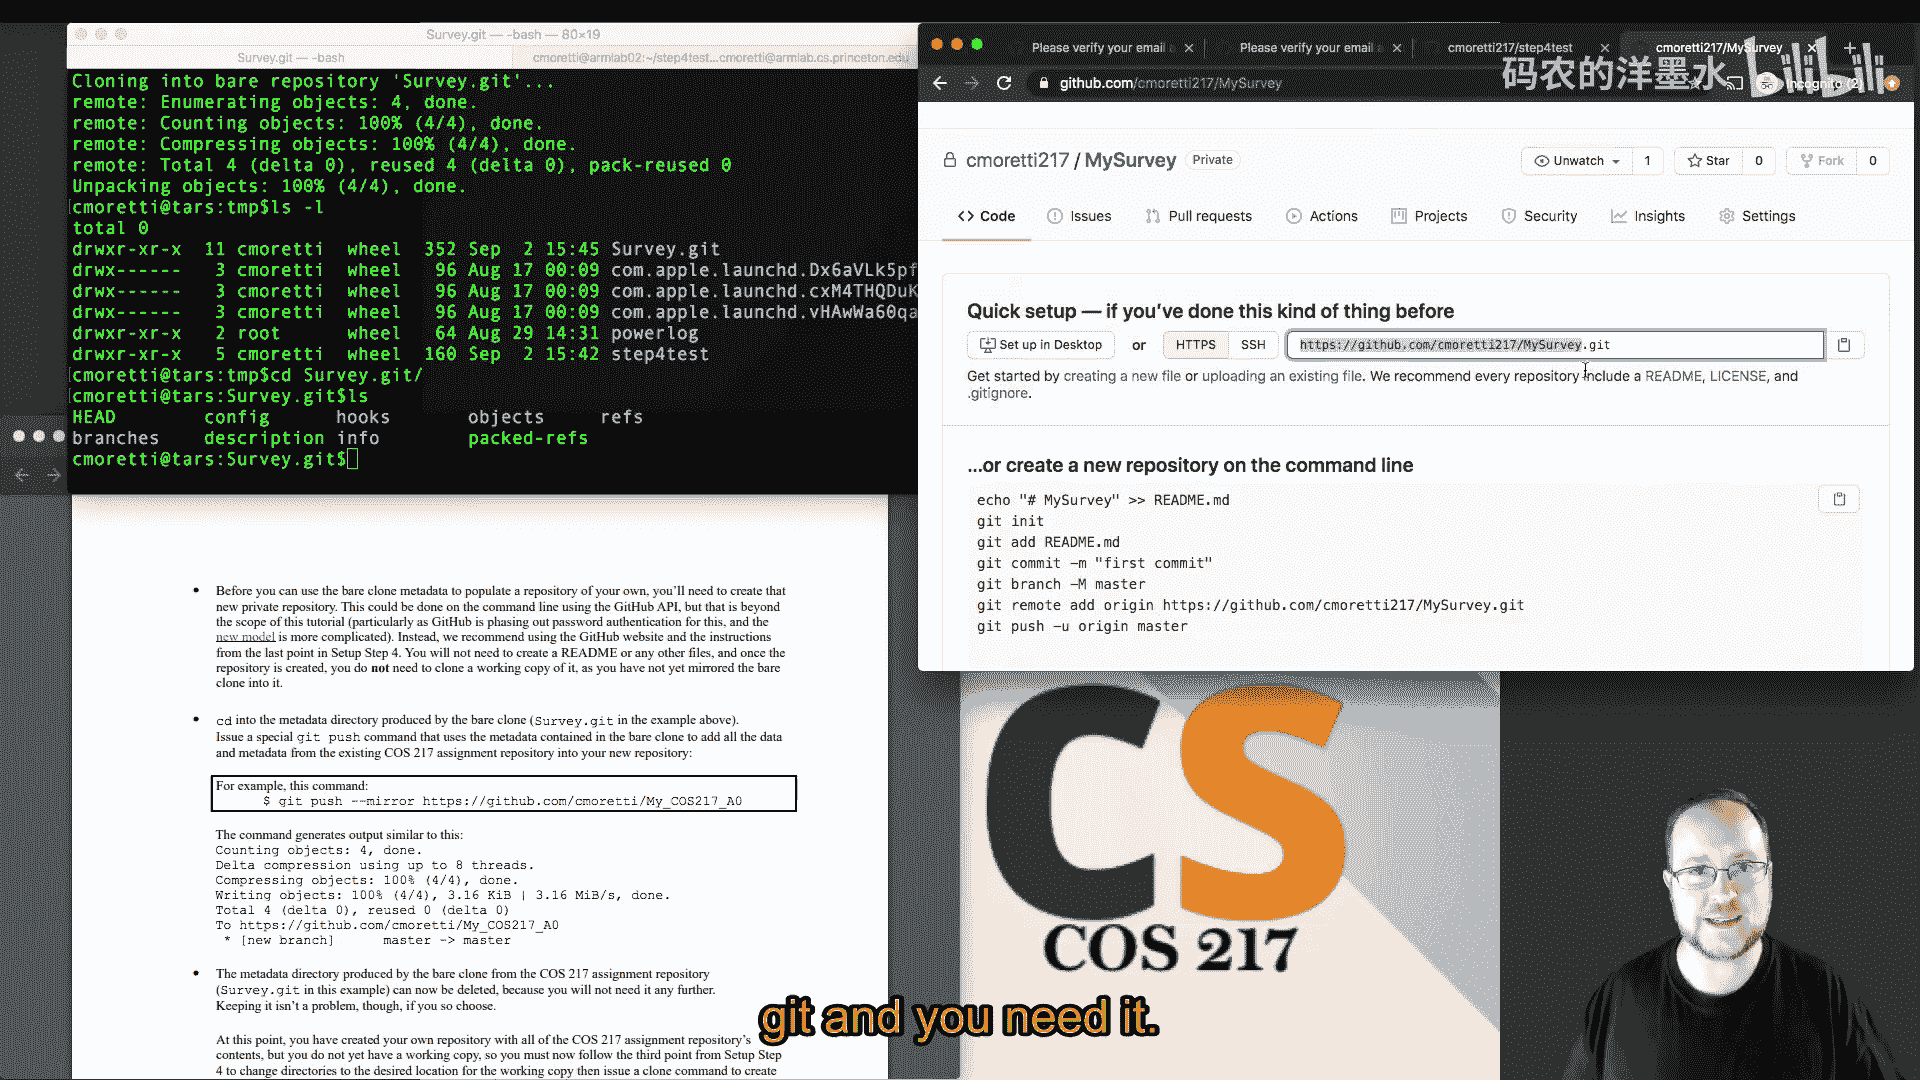 Survey.git — -bash — 80×19
Survey.git — -bash
cmoretti@armlab02:~/step4test...cmoretti@armlab.cs.princeton.edu
Cloning into bare repository 'Survey.git'...
remote: Enumerating objects: 4, done.
remote: Counting objects: 100% (4/4), done.
remote: Compressing objects: 100% (4/4), done.
remote: Total 4 (delta 0), reused 4 (delta 0), pack-reused 0
Unpacking objects: 100% (4/4), done.
cmoretti@tars:tmp$ls -l
total 0
drwxr-xr-x 11 cmoretti wheel 352 Sep 2 15:45 Survey.git
drwx------ 3 cmoretti wheel 96 Aug 17 00:09 com.apple.launchd.Dx6aVLk5pf
drwx------ 3 cmoretti wheel 96 Aug 17 00:09 com.apple.launchd.cxM4THQDuK
drwx------ 3 cmoretti wheel 96 Aug 17 00:09 com.apple.launchd.vHAwWa60qa
drwxr-xr-x 2 root wheel 64 Aug 29 14:31 powerlog
drwxr-xr-x 5 cmoretti wheel 160 Sep 2 15:42 step4test
cmoretti@tars:tmp$cd Survey.git/
cmoretti@tars:Survey.git$ls
HEAD config hooks objects refs
branches description info packed-refs
cmoretti@tars:Survey.git$
Before you can use the bare clone metadata to populate a repository of your own, you'll need to create that
new private repository. This could be done on the command line using the GitHub API, but that is beyond
the scope of this tutorial (particularly as GitHub is phasing out password authentication for this, and the
new model is more complicated). Instead, we recommend using the GitHub website and the instructions
from the last point in Setup Step 4. You will not need to create a README or any other files, and once the
repository is created, you do not need to clone a working copy of it, as you have not yet mirrored the bare
clone into it.
cd into the metadata directory produced by the bare clone (Survey.git in the example above).
Issue a special git push command that uses the metadata contained in the bare clone to add all the data
and metadata from the existing COS 217 assignment repository into your new repository:
For example, this command:
$ git push --mirror https://github.com/cmoretti/My_COS217_A0
The command generates output similar to this:
Counting objects: 4, done.
Delta compression using up to 8 threads.
Compressing objects: 100% (4/4), done.
Writing objects: 100% (4/4), 3.16 KiB | 3.16 MiB/s, done.
Total 4 (delta 0), reused 0 (delta 0)
To https://github.com/cmoretti/My_COS217_A0
* [new branch] master -> master
The metadata directory produced by the bare clone from the COS 217 assignment repository
(Survey.git in this example) can now be deleted, because you will not need it any further.
Keeping it isn't a problem, though, if you so choose.
At this point, you have created your own repository with all of the COS 217 assignment repository's
contents, but you do not yet have a working copy, so you must now follow the third point from Setup Step
4 to change directories to the desired location for the working copy then issue a clone command to create
Please verify your email
Please verify your email
cmoretti217/step4test
cmoretti217/MySurvey
github.com/cmoretti217/MySurvey
Incognito (2)
码农的洋墨水
bilibili
cmoretti217 / MySurvey Private
Unwatch 1 Star 0 Fork 0
Code Issues Pull requests Actions Projects Security Insights Settings
Quick setup — if you've done this kind of thing before
Set up in Desktop or HTTPS SSH https://github.com/cmoretti217/MySurvey.git
Get started by creating a new file or uploading an existing file. We recommend every repository include a README, LICENSE, and
.gitignore.
...or create a new repository on the command line
echo "# MySurvey" >> README.md
git init
git add README.md
git commit -m "first commit"
git branch -M master
git remote add origin https://github.com/cmoretti217/MySurvey.git
git push -u origin master
CS
COS 217
git and you need it.